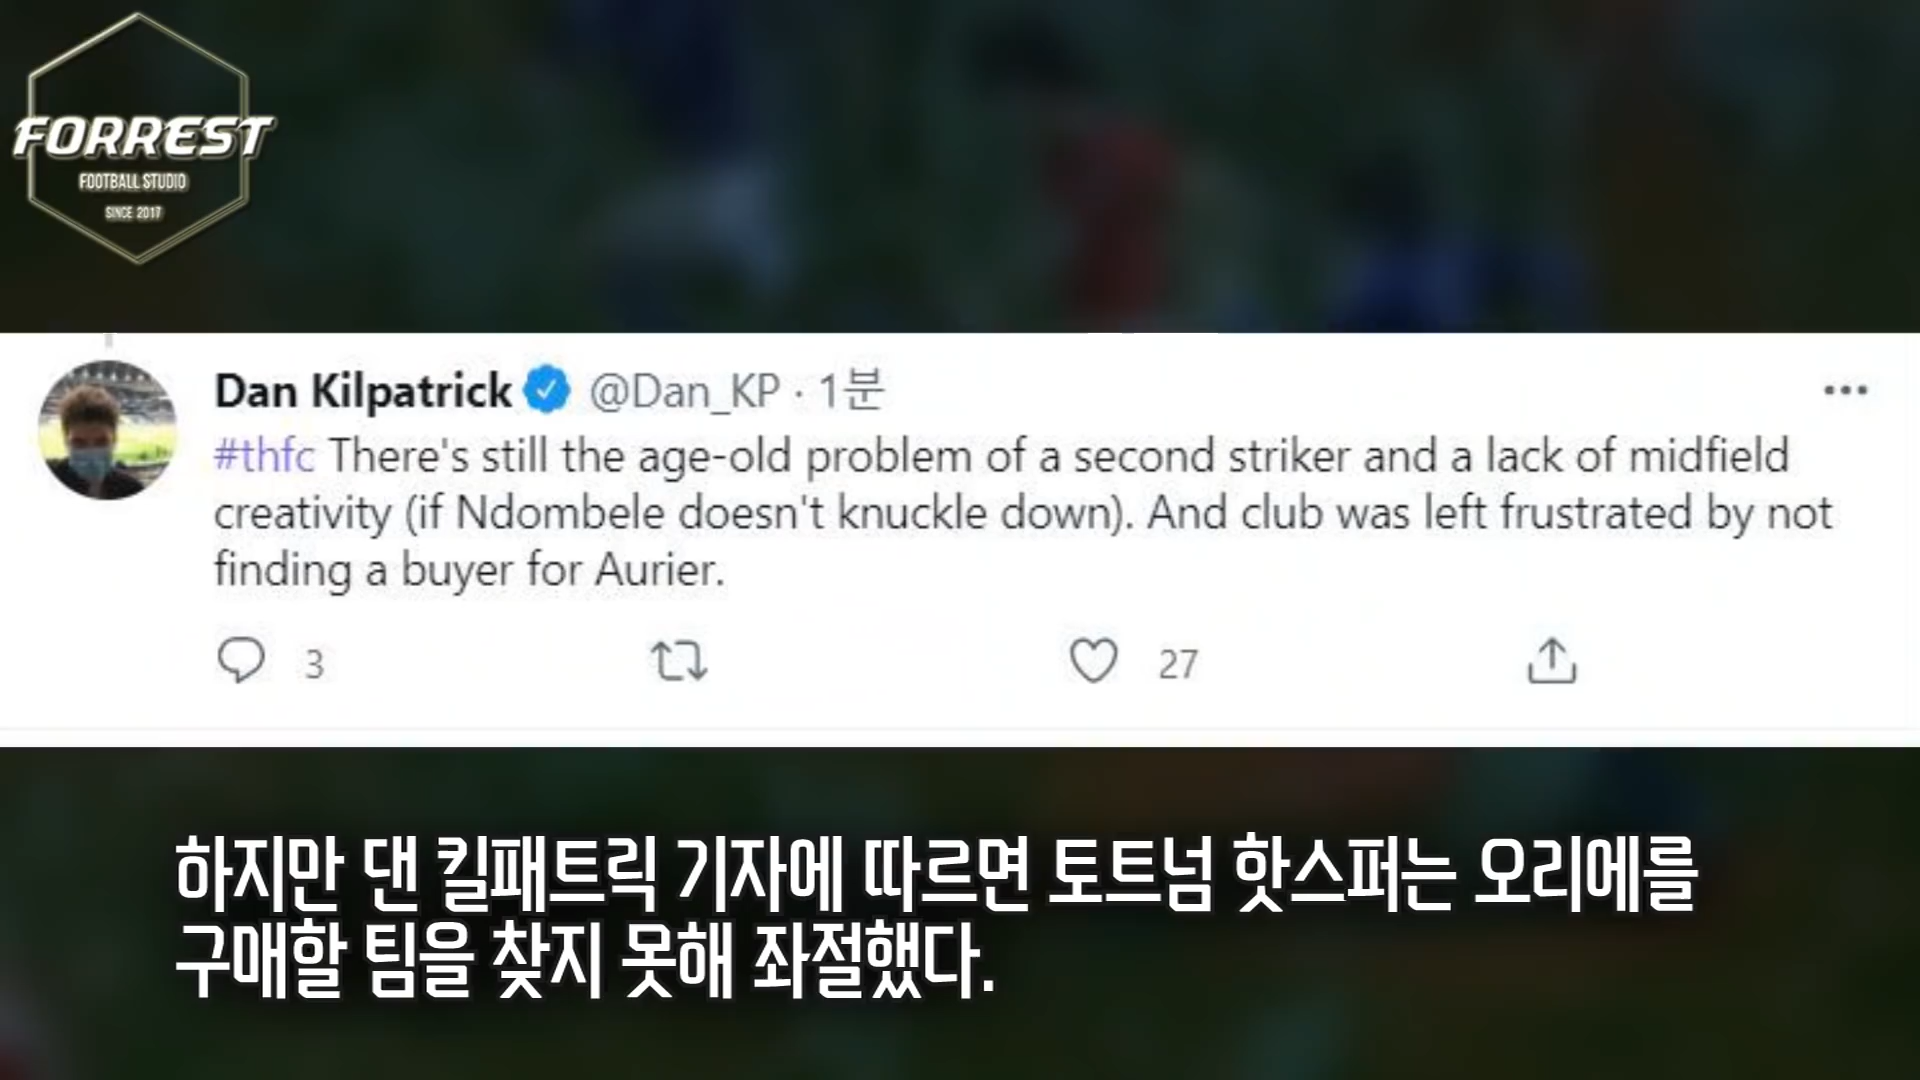 FORREST
FOOTBALL STUDIO
SINCE 2017
Dan Kilpatrick @Dan_KP · 1분
#thfc There's still the age-old problem of a second striker and a lack of midfield
creativity (if Ndombele doesn't knuckle down). And club was left frustrated by not
finding a buyer for Aurier.
3 27
하지만 댄 킬패트릭 기자에 따르면 토트넘 핫스퍼는 오리에를
구매할 팀을 찾지 못해 좌절했다.